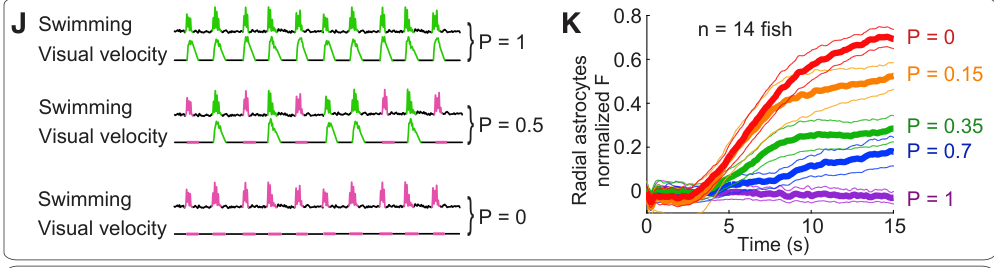 J
Swimming
Visual velocity
P = 1
Swimming
Visual velocity
P = 0.5
Swimming
Visual velocity
P = 0
K
n = 14 fish
Radial astrocytes
normalized F
0.8
0.6
0.4
0.2
0
0 5 10 15
Time (s)
P = 0
P = 0.15
P = 0.35
P = 0.7
P = 1